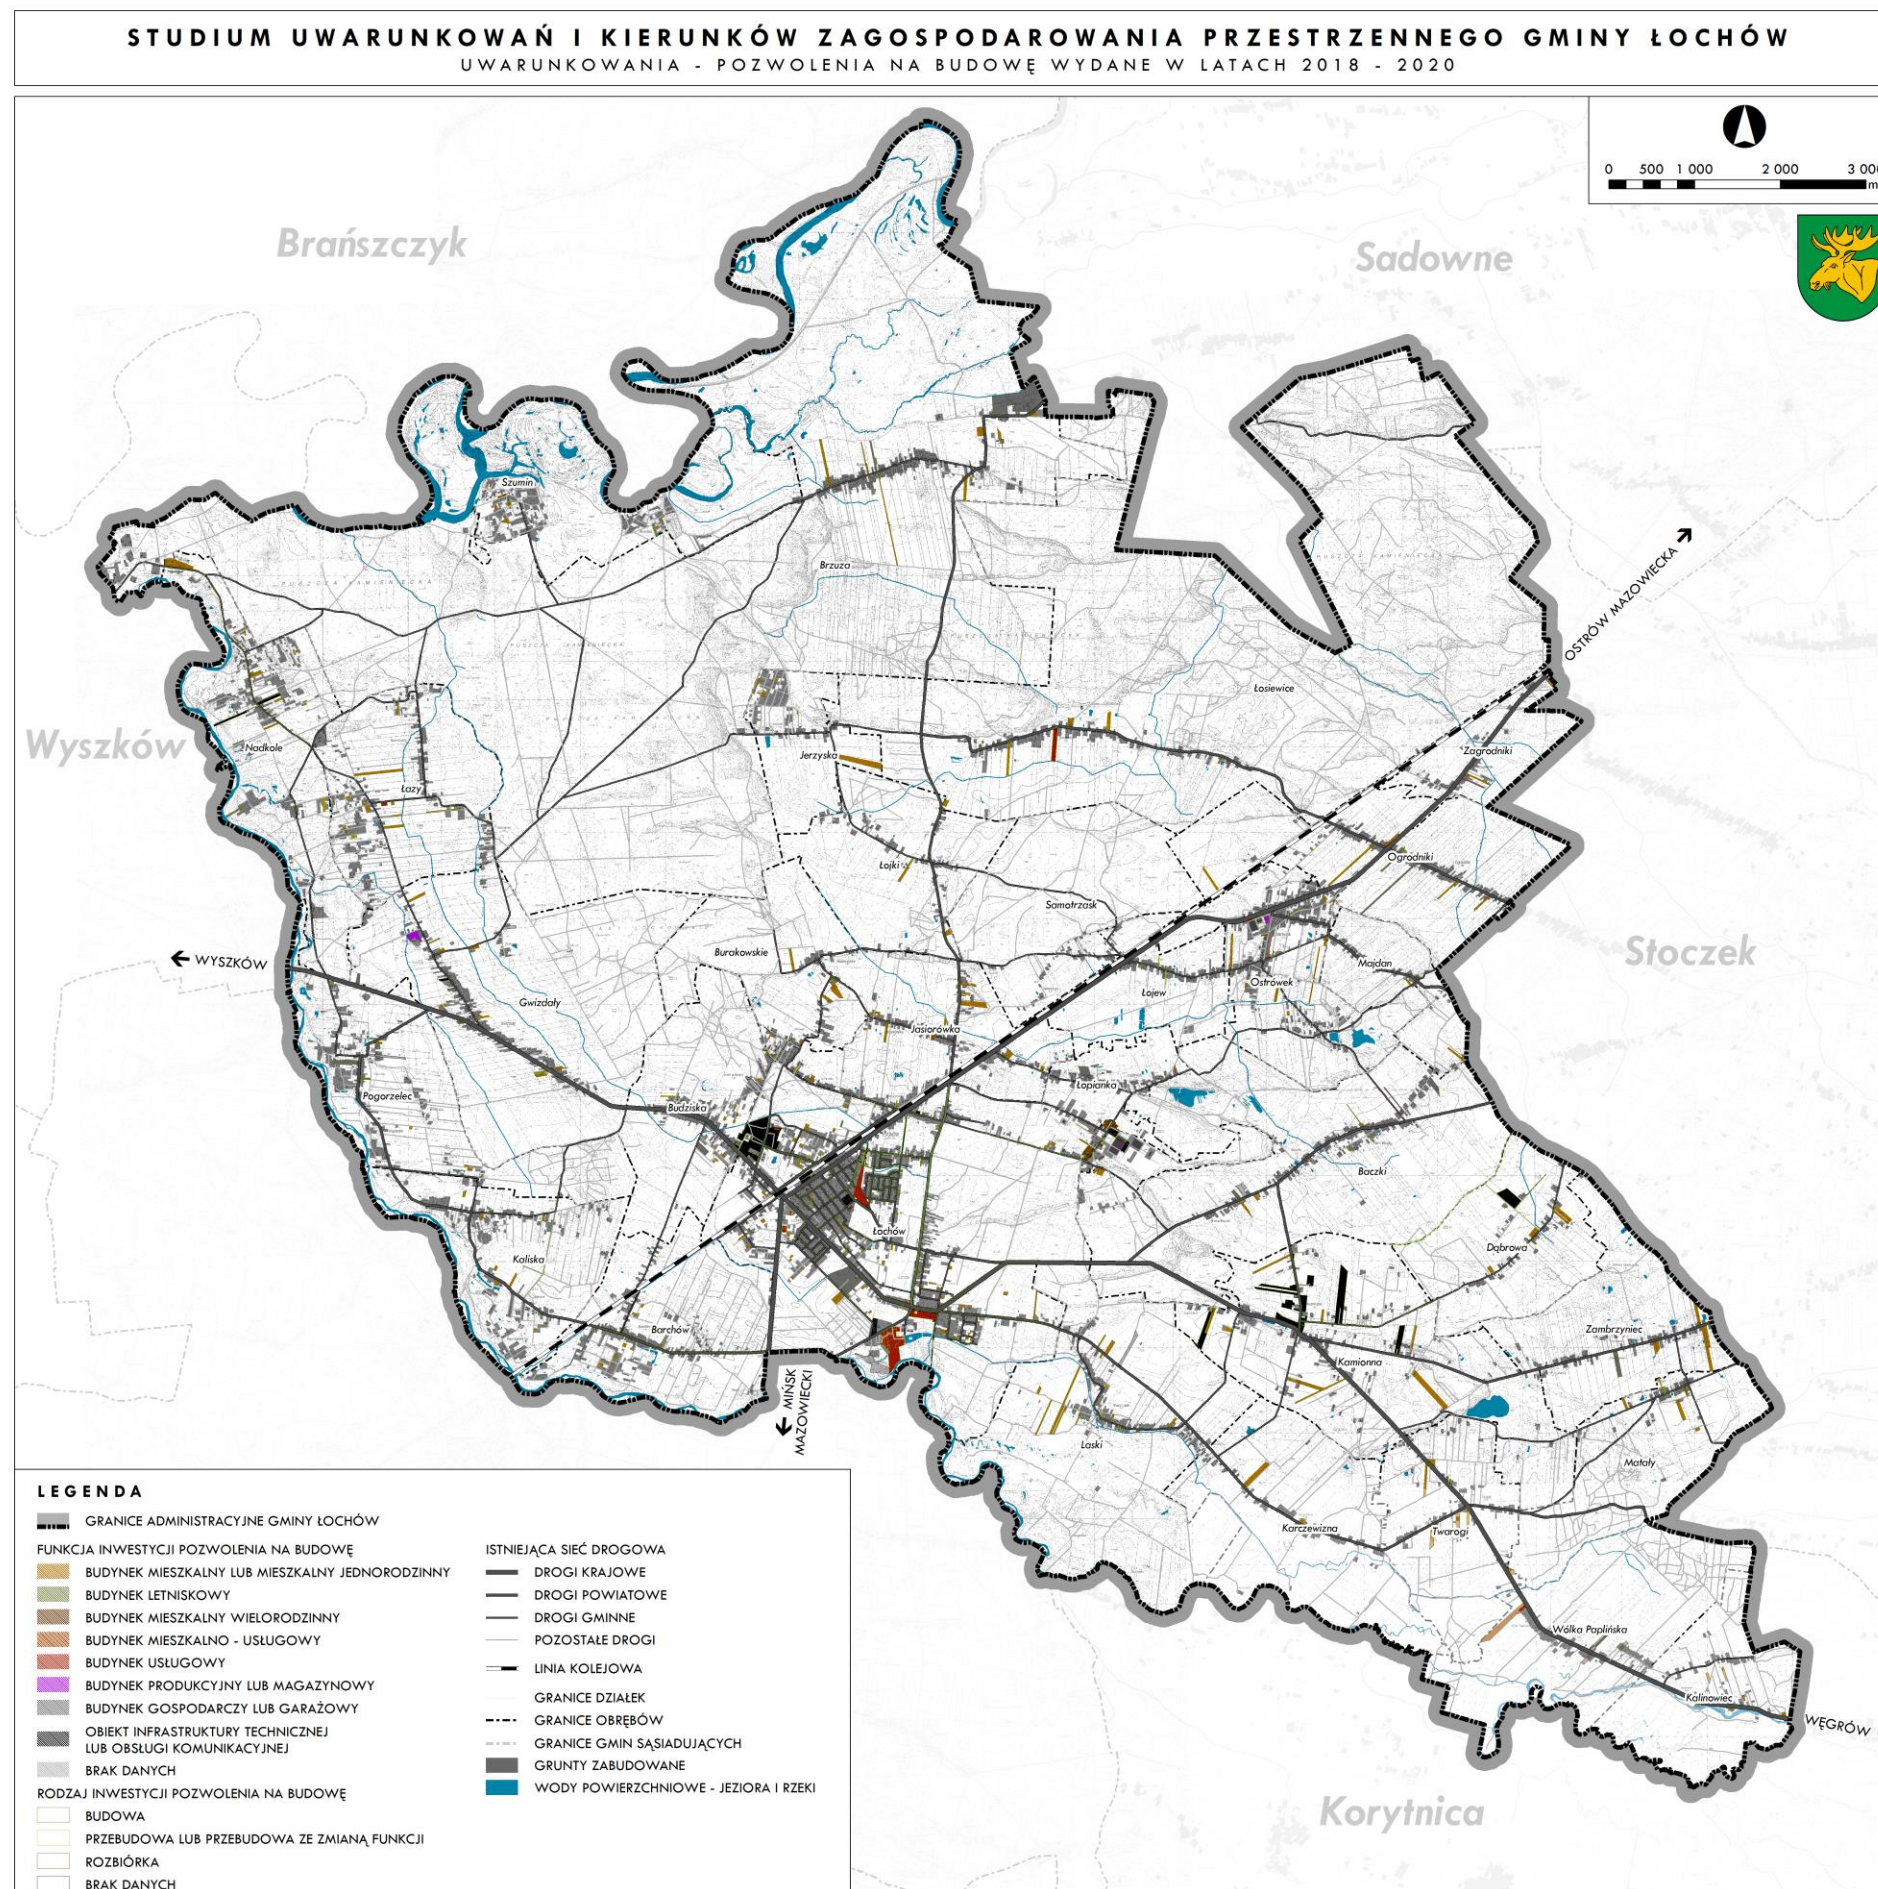 STUDIUM UWARUNKOWAŃ I KIERUNKÓW ZAGOSPODAROWANIA PRZESTRZENNEGO GMINY ŁOCHÓW
UWARUNKOWANIA - POZWOLENIA NA BUDOWĘ WYDANE W LATACH 2018 - 2020
0 500 1 000 2 000 3 000
m
Brańszczyk
Sadowne
Szumin
OSTRÓW MAZOWIECKA
PUSZCZA KAMIENIECKA
Brzuza
PUSZCZA KAMIENIECKA
Łosiewice
Wyszków
Nadkole
Jerzyska
Zagrodniki
Łazy
Łojki
Ogrodniki
Samotrzask
Burakowskie
WYSZKÓW
Majdan
Stoczek
Ostrówek
Łojew
Gwizdały
Jasiorówka
Łopianka
Pogorzelec
Budziska
Baczki
Łochów
Dąbrowa
Kaliska
Barchów
Zambrzyniec
Kamionna
MIŃSK
MAZOWIECKI
Laski
Matały
Karczewizna
Twarogi
Wólka Paplińska
Kalinowiec
WĘGRÓW
Korytnica
LEGENDA
GRANICE ADMINISTRACYJNE GMINY ŁOCHÓW
FUNKCJA INWESTYCJI POZWOLENIA NA BUDOWĘ
BUDYNEK MIESZKALNY LUB MIESZKALNY JEDNORODZINNY
BUDYNEK LETNISKOWY
BUDYNEK MIESZKALNY WIELORODZINNY
BUDYNEK MIESZKALNO - USŁUGOWY
BUDYNEK USŁUGOWY
BUDYNEK PRODUKCYJNY LUB MAGAZYNOWY
BUDYNEK GOSPODARCZY LUB GARAŻOWY
OBIEKT INFRASTRUKTURY TECHNICZNEJ
LUB OBSŁUGI KOMUNIKACYJNEJ
BRAK DANYCH
RODZAJ INWESTYCJI POZWOLENIA NA BUDOWĘ
BUDOWA
PRZEBUDOWA LUB PRZEBUDOWA ZE ZMIANĄ FUNKCJI
ROZBIÓRKA
BRAK DANYCH
ISTNIEJĄCA SIEĆ DROGOWA
DROGI KRAJOWE
DROGI POWIATOWE
DROGI GMINNE
POZOSTAŁE DROGI
LINIA KOLEJOWA
GRANICE DZIAŁEK
GRANICE OBRĘBÓW
GRANICE GMIN SĄSIADUJĄCYCH
GRUNTY ZABUDOWANE
WODY POWIERZCHNIOWE - JEZIORA I RZEKI